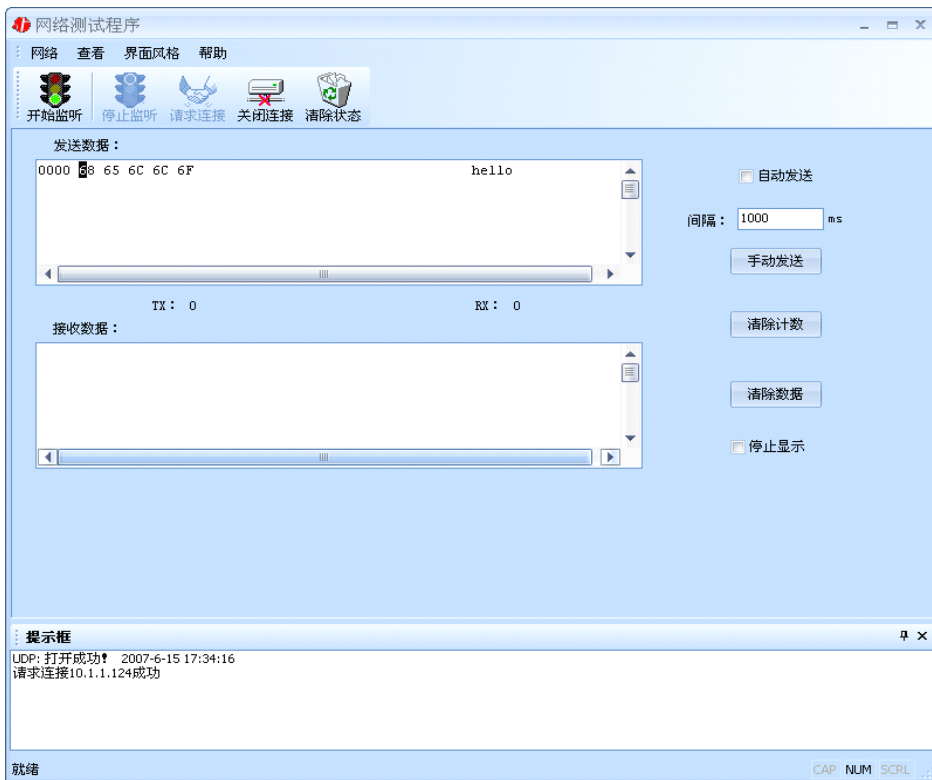 网络测试程序
网络 查看 界面风格 帮助
开始监听 停止监听 请求连接 关闭连接 清除状态
发送数据：
0000 68 65 6C 6C 6F hello
自动发送
间隔： 1000 ms
手动发送
TX： 0 RX： 0
清除计数
接收数据：
清除数据
停止显示
提示框
UDP: 打开成功! 2007-6-15 17:34:16
请求连接10.1.1.124成功
就绪 CAP NUM SCRL